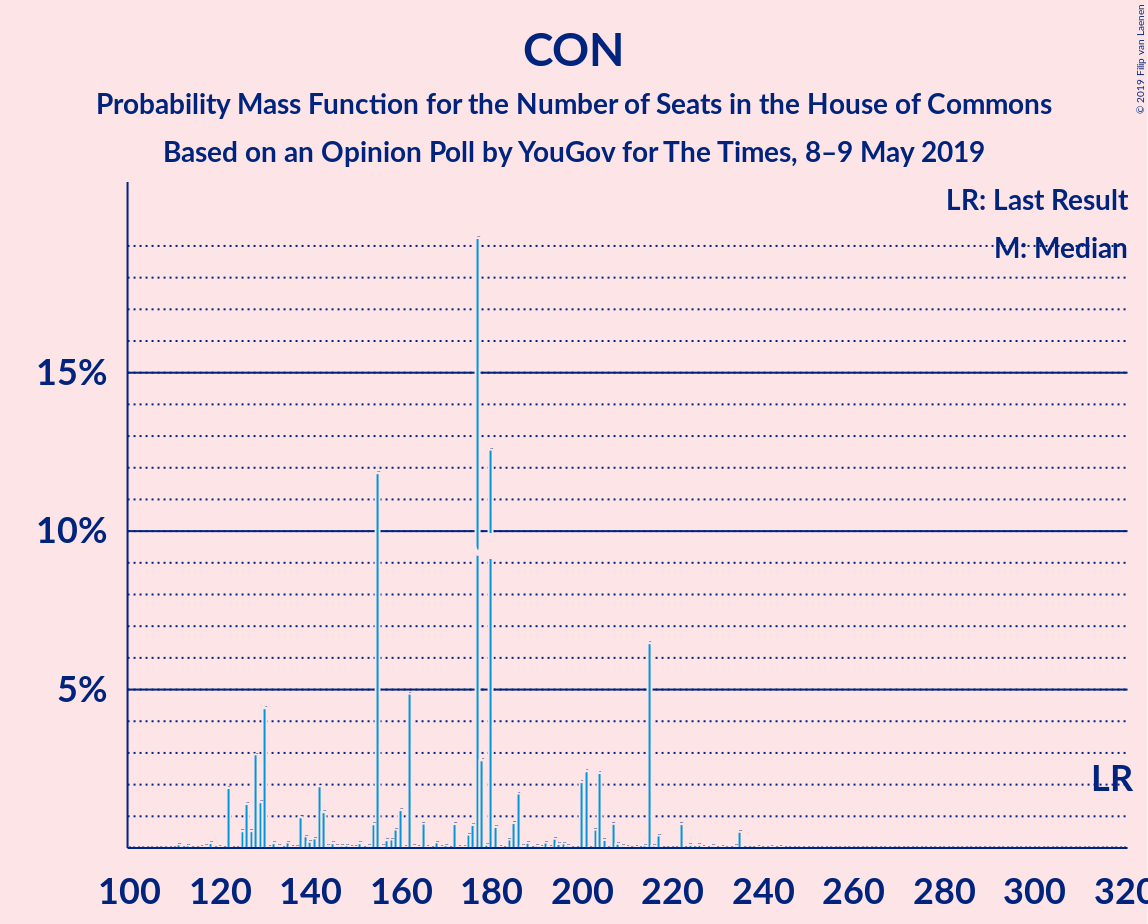 CON
Probability Mass Function for the Number of Seats in the House of Commons
Based on an Opinion Poll by YouGov for The Times, 8–9 May 2019
© 2019 Filip van Laenen
LR: Last Result
M: Median
15%
10%
5%
LR
100 120 140 160 180 200 220 240 260 280 300 320